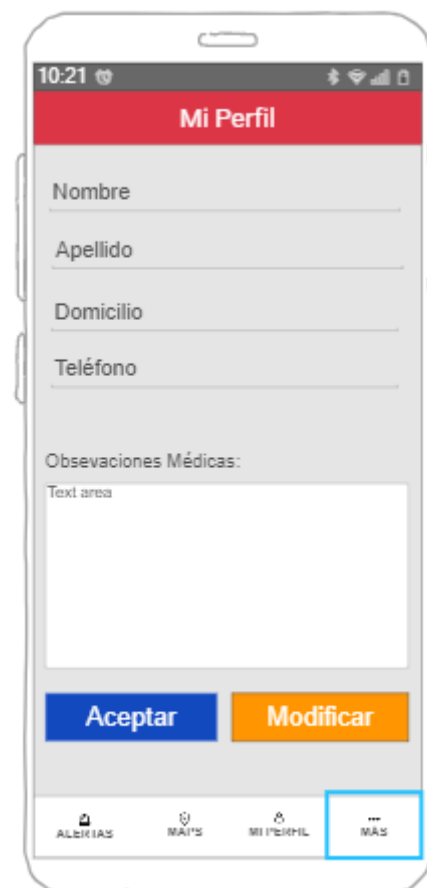 10:21
Mi Perfil
Nombre
Apellido
Domicilio
Teléfono
Obsevaciones Médicas:
Text area
Aceptar Modificar
ALERTAS MAPS MI PERFIL MÁS